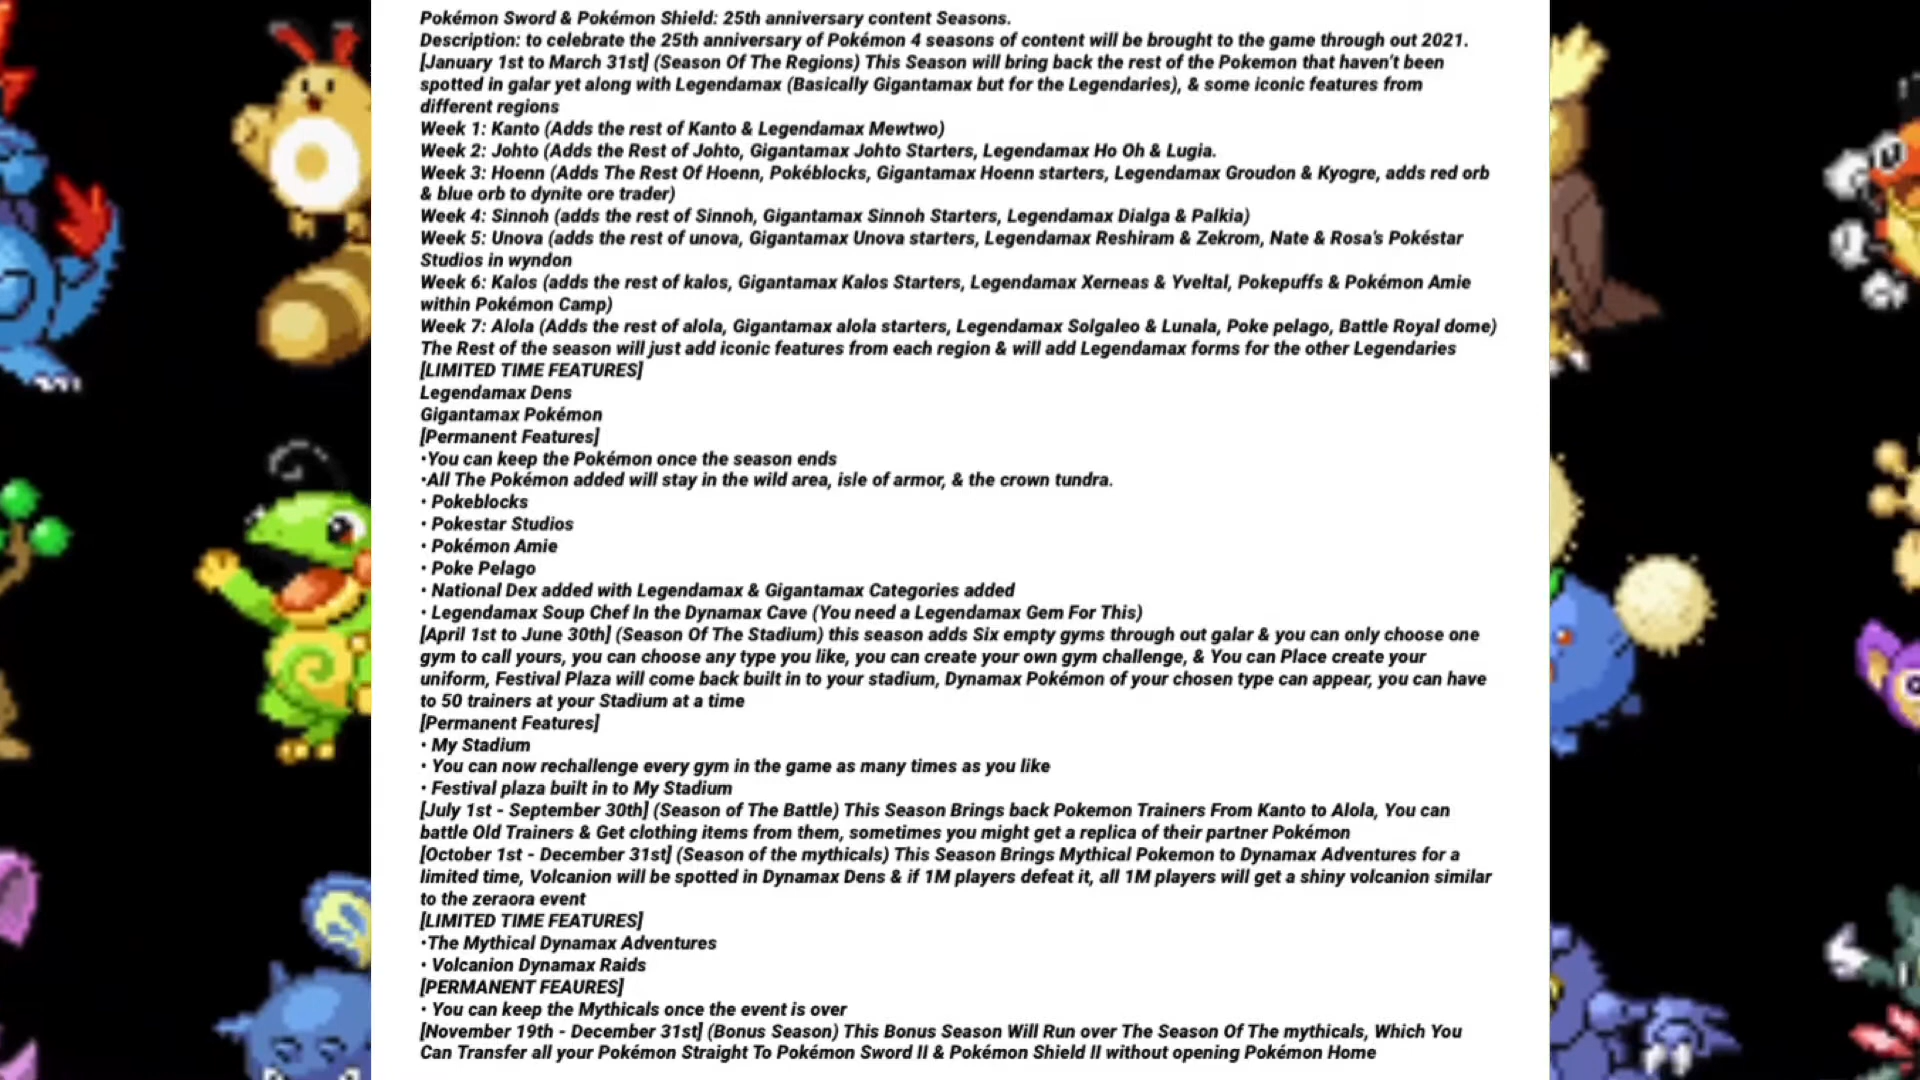 Pokémon Sword & Pokémon Shield: 25th anniversary content Seasons.
Description: to celebrate the 25th anniversary of Pokémon 4 seasons of content will be brought to the game through out 2021.
[January 1st to March 31st] (Season Of The Regions) This Season will bring back the rest of the Pokemon that haven't been
spotted in galar yet along with Legendamax (Basically Gigantamax but for the Legendaries), & some iconic features from
different regions
Week 1: Kanto (Adds the rest of Kanto & Legendamax Mewtwo)
Week 2: Johto (Adds the Rest of Johto, Gigantamax Johto Starters, Legendamax Ho Oh & Lugia.
Week 3: Hoenn (Adds The Rest Of Hoenn, Pokéblocks, Gigantamax Hoenn starters, Legendamax Groudon & Kyogre, adds red orb
& blue orb to dynite ore trader)
Week 4: Sinnoh (adds the rest of Sinnoh, Gigantamax Sinnoh Starters, Legendamax Dialga & Palkia)
Week 5: Unova (adds the rest of unova, Gigantamax Unova starters, Legendamax Reshiram & Zekrom, Nate & Rosa's Pokéstar
Studios in wyndon
Week 6: Kalos (adds the rest of kalos, Gigantamax Kalos Starters, Legendamax Xerneas & Yveltal, Pokepuffs & Pokémon Amie
within Pokémon Camp)
Week 7: Alola (Adds the rest of alola, Gigantamax alola starters, Legendamax Solgaleo & Lunala, Poke pelago, Battle Royal dome)
The Rest of the season will just add iconic features from each region & will add Legendamax forms for the other Legendaries
[LIMITED TIME FEATURES]
Legendamax Dens
Gigantamax Pokémon
[Permanent Features]
•You can keep the Pokémon once the season ends
•All The Pokémon added will stay in the wild area, isle of armor, & the crown tundra.
• Pokeblocks
• Pokestar Studios
• Pokémon Amie
• Poke Pelago
• National Dex added with Legendamax & Gigantamax Categories added
• Legendamax Soup Chef In the Dynamax Cave (You need a Legendamax Gem For This)
[April 1st to June 30th] (Season Of The Stadium) this season adds Six empty gyms through out galar & you can only choose one
gym to call yours, you can choose any type you like, you can create your own gym challenge, & You can Place create your
uniform, Festival Plaza will come back built in to your stadium, Dynamax Pokémon of your chosen type can appear, you can have
to 50 trainers at your Stadium at a time
[Permanent Features]
• My Stadium
• You can now rechallenge every gym in the game as many times as you like
• Festival plaza built in to My Stadium
[July 1st - September 30th] (Season of The Battle) This Season Brings back Pokemon Trainers From Kanto to Alola, You can
battle Old Trainers & Get clothing items from them, sometimes you might get a replica of their partner Pokémon
[October 1st - December 31st] (Season of the mythicals) This Season Brings Mythical Pokemon to Dynamax Adventures for a
limited time, Volcanion will be spotted in Dynamax Dens & if 1M players defeat it, all 1M players will get a shiny volcanion similar
to the zeraora event
[LIMITED TIME FEATURES]
•The Mythical Dynamax Adventures
• Volcanion Dynamax Raids
[PERMANENT FEAURES]
• You can keep the Mythicals once the event is over
[November 19th - December 31st] (Bonus Season) This Bonus Season Will Run over The Season Of The mythicals, Which You
Can Transfer all your Pokémon Straight To Pokémon Sword II & Pokémon Shield II without opening Pokémon Home